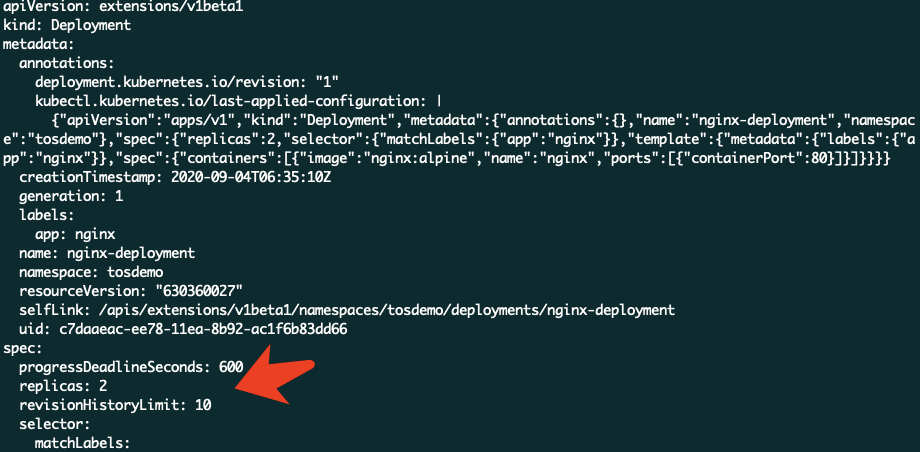 apiVersion: extensions/v1beta1
kind: Deployment
metadata:
  annotations:
    deployment.kubernetes.io/revision: "1"
    kubectl.kubernetes.io/last-applied-configuration: |
      {"apiVersion":"apps/v1","kind":"Deployment","metadata":{"annotations":{},"name":"nginx-deployment","namespac
e":"tosdemo"},"spec":{"replicas":2,"selector":{"matchLabels":{"app":"nginx"}},"template":{"metadata":{"labels":{"a
pp":"nginx"}},"spec":{"containers":[{"image":"nginx:alpine","name":"nginx","ports":[{"containerPort":80}]}]}}}}
  creationTimestamp: 2020-09-04T06:35:10Z
  generation: 1
  labels:
    app: nginx
  name: nginx-deployment
  namespace: tosdemo
  resourceVersion: "630360027"
  selfLink: /apis/extensions/v1beta1/namespaces/tosdemo/deployments/nginx-deployment
  uid: c7daaeac-ee78-11ea-8b92-ac1f6b83dd66
spec:
  progressDeadlineSeconds: 600
  replicas: 2
  revisionHistoryLimit: 10
  selector:
    matchLabels: